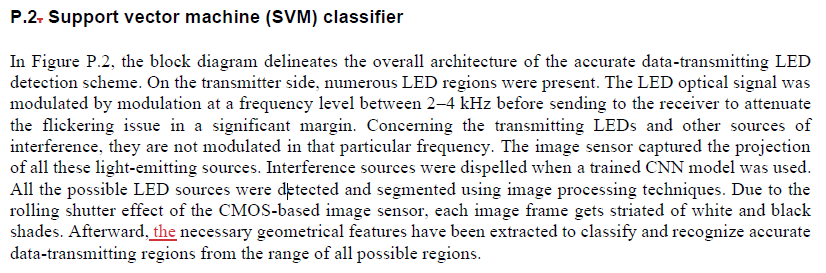 P.2. Support vector machine (SVM) classifier
In Figure P.2, the block diagram delineates the overall architecture of the accurate data-transmitting LED
detection scheme. On the transmitter side, numerous LED regions were present. The LED optical signal was
modulated by modulation at a frequency level between 2–4 kHz before sending to the receiver to attenuate
the flickering issue in a significant margin. Concerning the transmitting LEDs and other sources of
interference, they are not modulated in that particular frequency. The image sensor captured the projection
of all these light-emitting sources. Interference sources were dispelled when a trained CNN model was used.
All the possible LED sources were detected and segmented using image processing techniques. Due to the
rolling shutter effect of the CMOS-based image sensor, each image frame gets striated of white and black
shades. Afterward, the necessary geometrical features have been extracted to classify and recognize accurate
data-transmitting regions from the range of all possible regions.